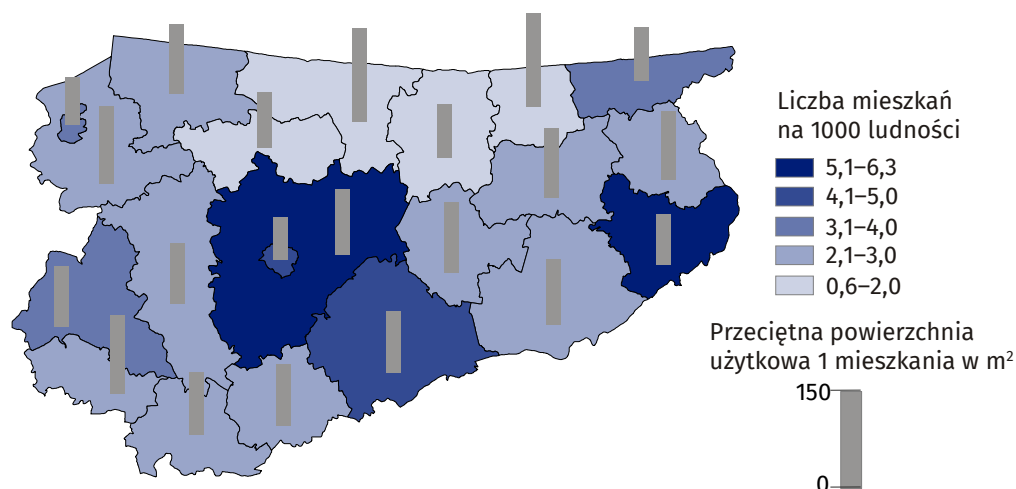 Liczba mieszkań
na 1000 ludności
5,1–6,3
4,1–5,0
3,1–4,0
2,1–3,0
0,6–2,0
Przeciętna powierzchnia
użytkowa 1 mieszkania w m²
150
0